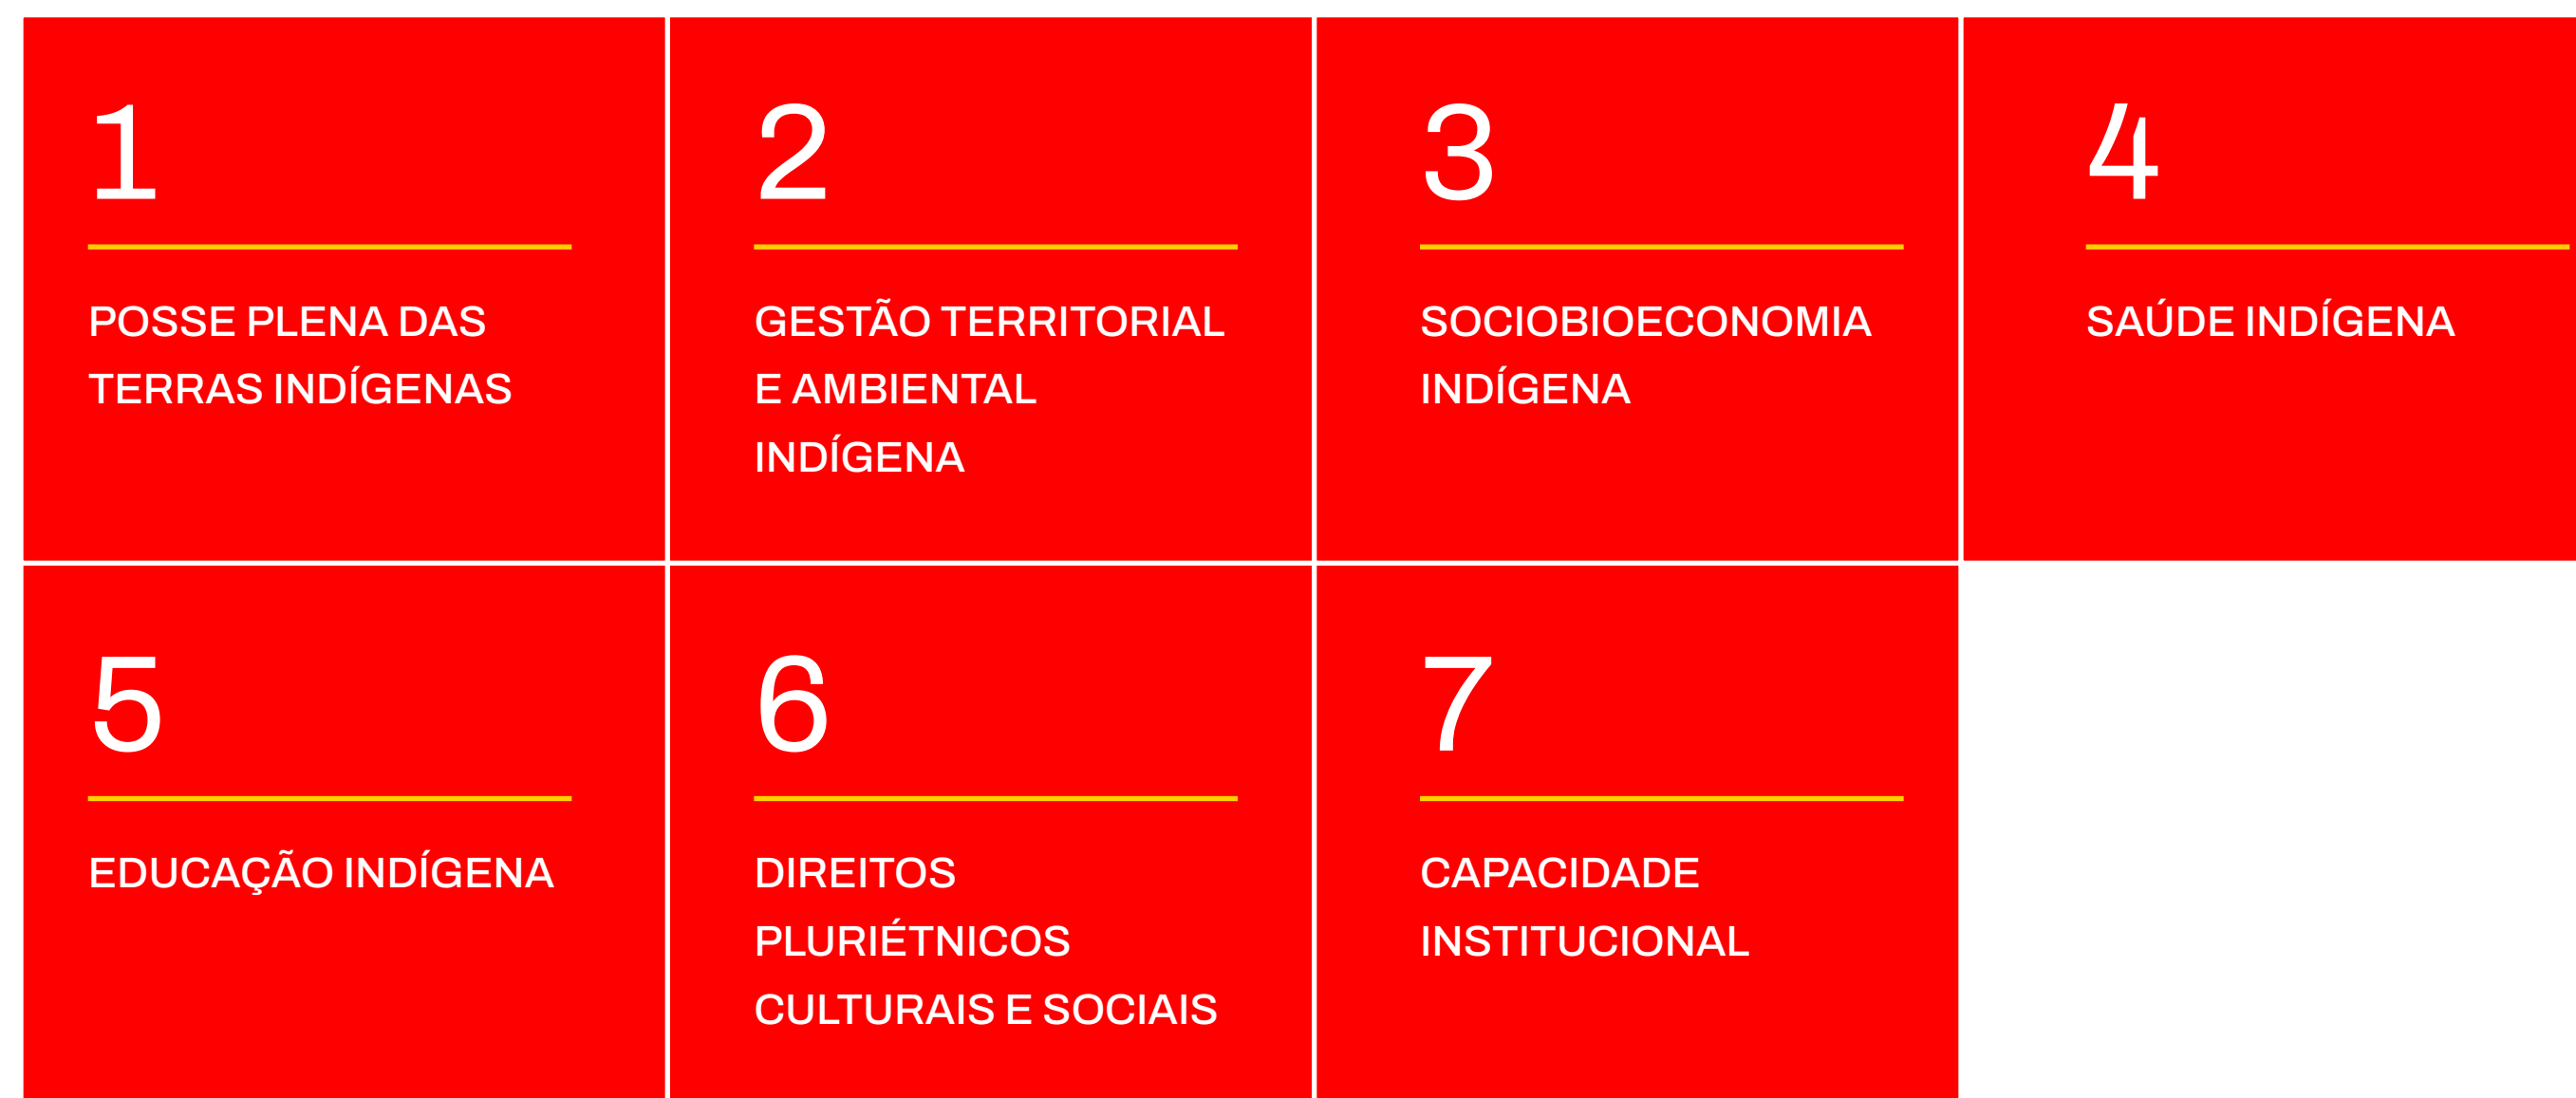 1
POSSE PLENA DAS
TERRAS INDÍGENAS
2
GESTÃO TERRITORIAL
E AMBIENTAL
INDÍGENA
3
SOCIOBIOECONOMIA
INDÍGENA
4
SAÚDE INDÍGENA
5
EDUCAÇÃO INDÍGENA
6
DIREITOS
PLURIÉTNICOS
CULTURAIS E SOCIAIS
7
CAPACIDADE
INSTITUCIONAL